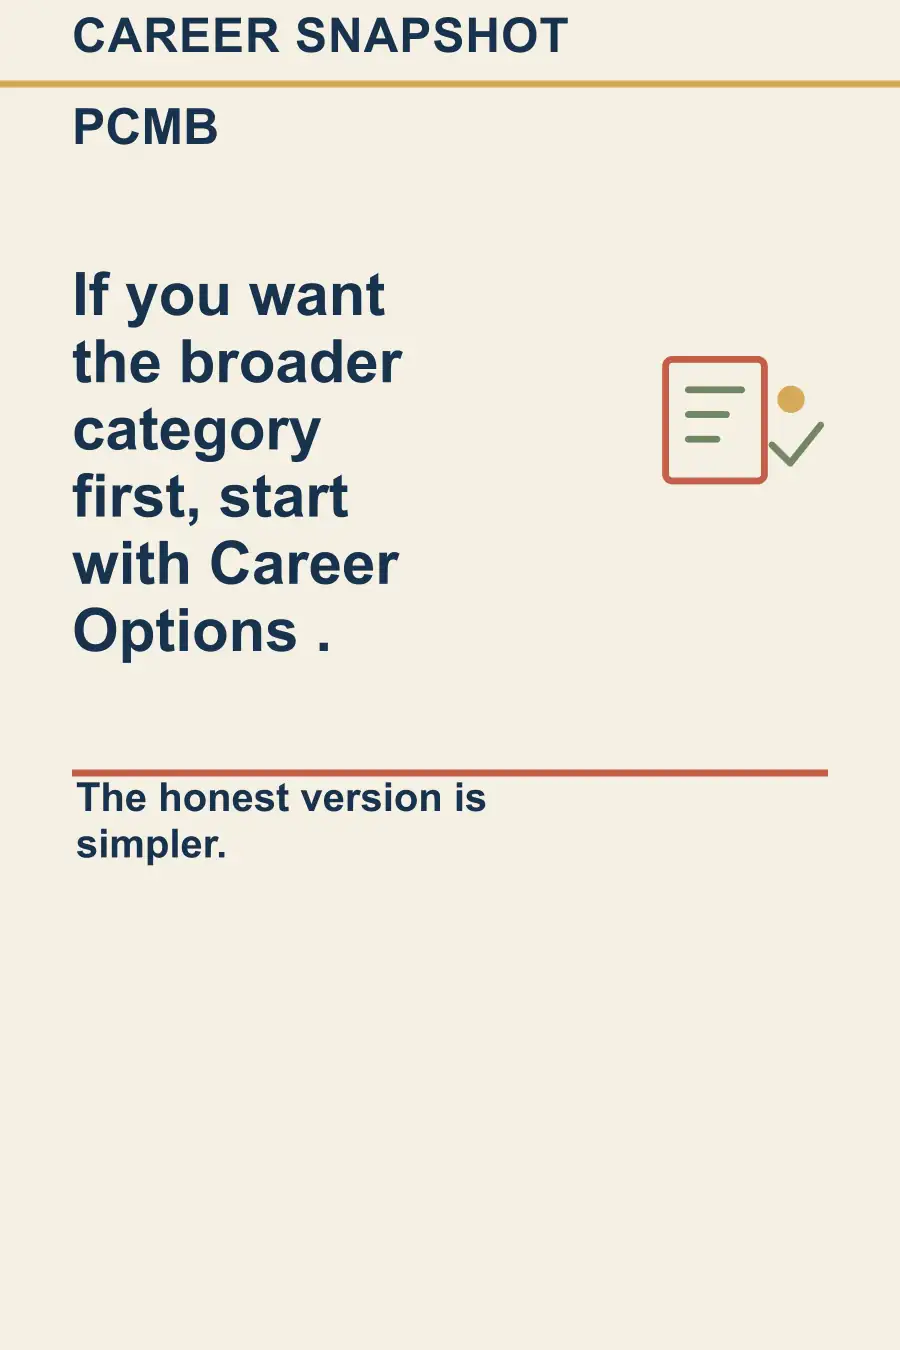 CAREER SNAPSHOT
PCMB
If you want
the broader
category
first, start
with Career
Options .
The honest version is
simpler.